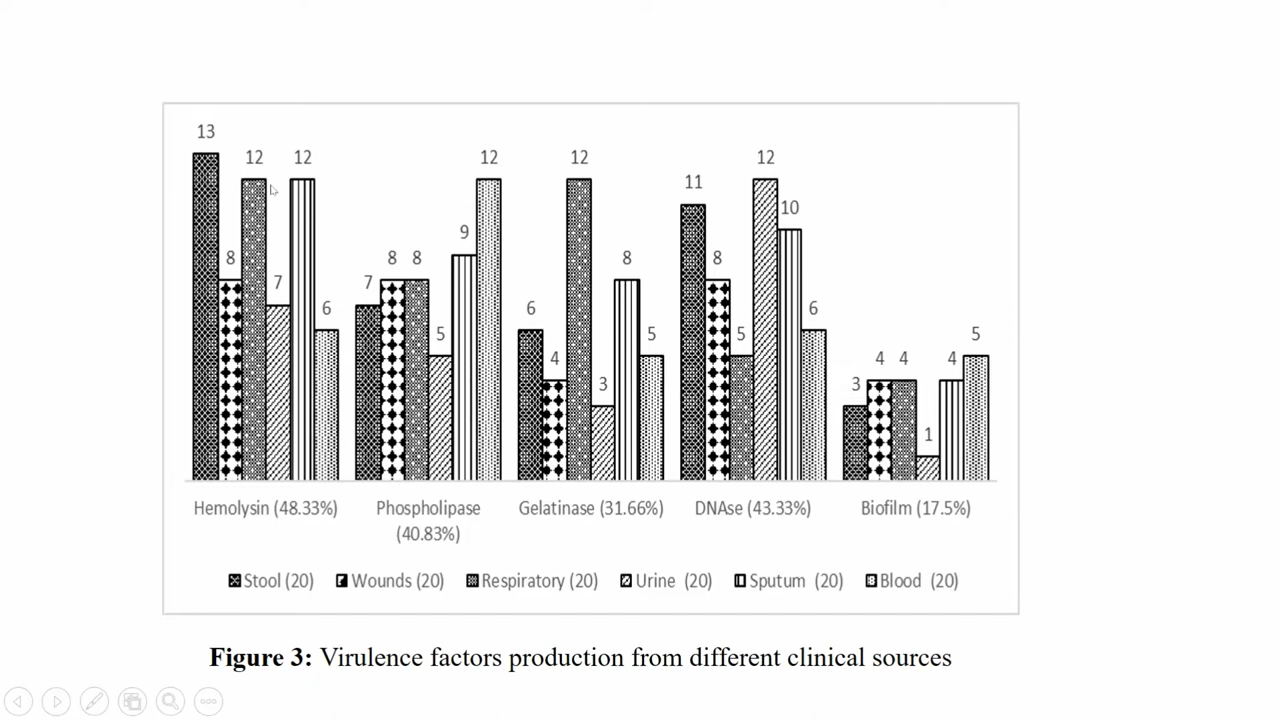 13
12
12
12
12
12
11
10
9
8
8
8
8
8
7
7
6
6
6
5
5
5
5
4
4
4
4
3
3
1
Hemolysin (48.33%)
Phospholipase
(40.83%)
Gelatinase (31.66%)
DNAse (43.33%)
Biofilm (17.5%)
Stool (20)
Wounds (20)
Respiratory (20)
Urine (20)
Sputum (20)
Blood (20)
Figure 3: Virulence factors production from different clinical sources